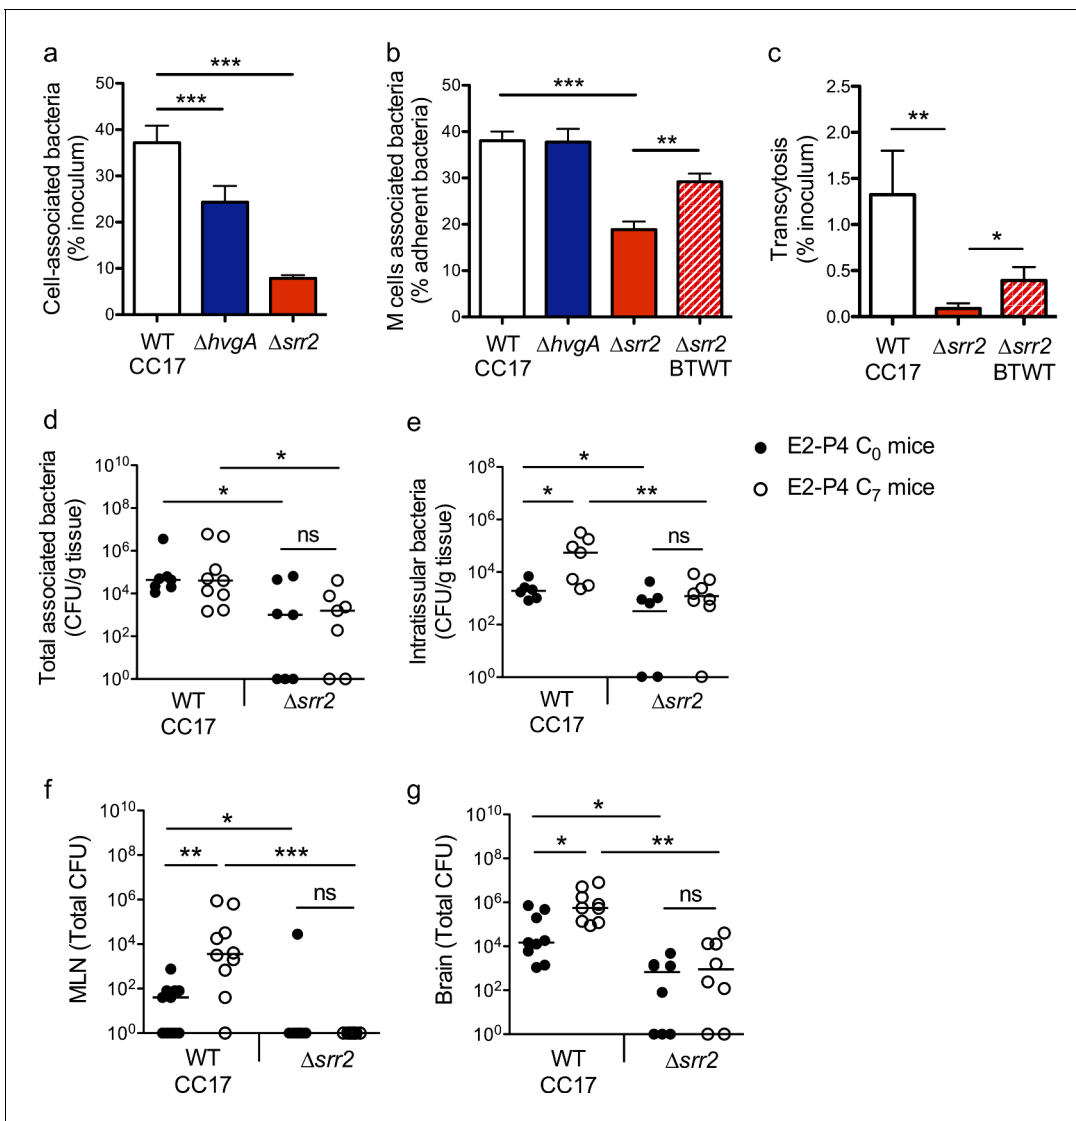 a
Cell-associated bacteria
(% inoculum)
50
40
30
20
10
0
***
***
WT
CC17
ΔhvgA
Δsrr2
b
M cells associated bacteria
(% adherent bacteria)
50
40
30
20
10
0
***
**
WT
CC17
ΔhvgA
Δsrr2
Δsrr2
BTWT
c
Transcytosis
(% inoculum)
2.5
2.0
1.5
1.0
0.5
0.0
**
*
WT
CC17
Δsrr2
Δsrr2
BTWT
d
Total associated bacteria
(CFU/g tissue)
10^10
10^8
10^6
10^4
10^2
10^0
*
*
ns
WT
CC17
Δsrr2
e
Intratissular bacteria
(CFU/g tissue)
10^8
10^6
10^4
10^2
10^0
*
*
**
ns
WT
CC17
Δsrr2
E2-P4 C₀ mice
E2-P4 C₇ mice
f
MLN (Total CFU)
10^10
10^8
10^6
10^4
10^2
10^0
*
**
***
ns
WT
CC17
Δsrr2
g
Brain (Total CFU)
10^10
10^8
10^6
10^4
10^2
10^0
*
*
**
ns
WT
CC17
Δsrr2